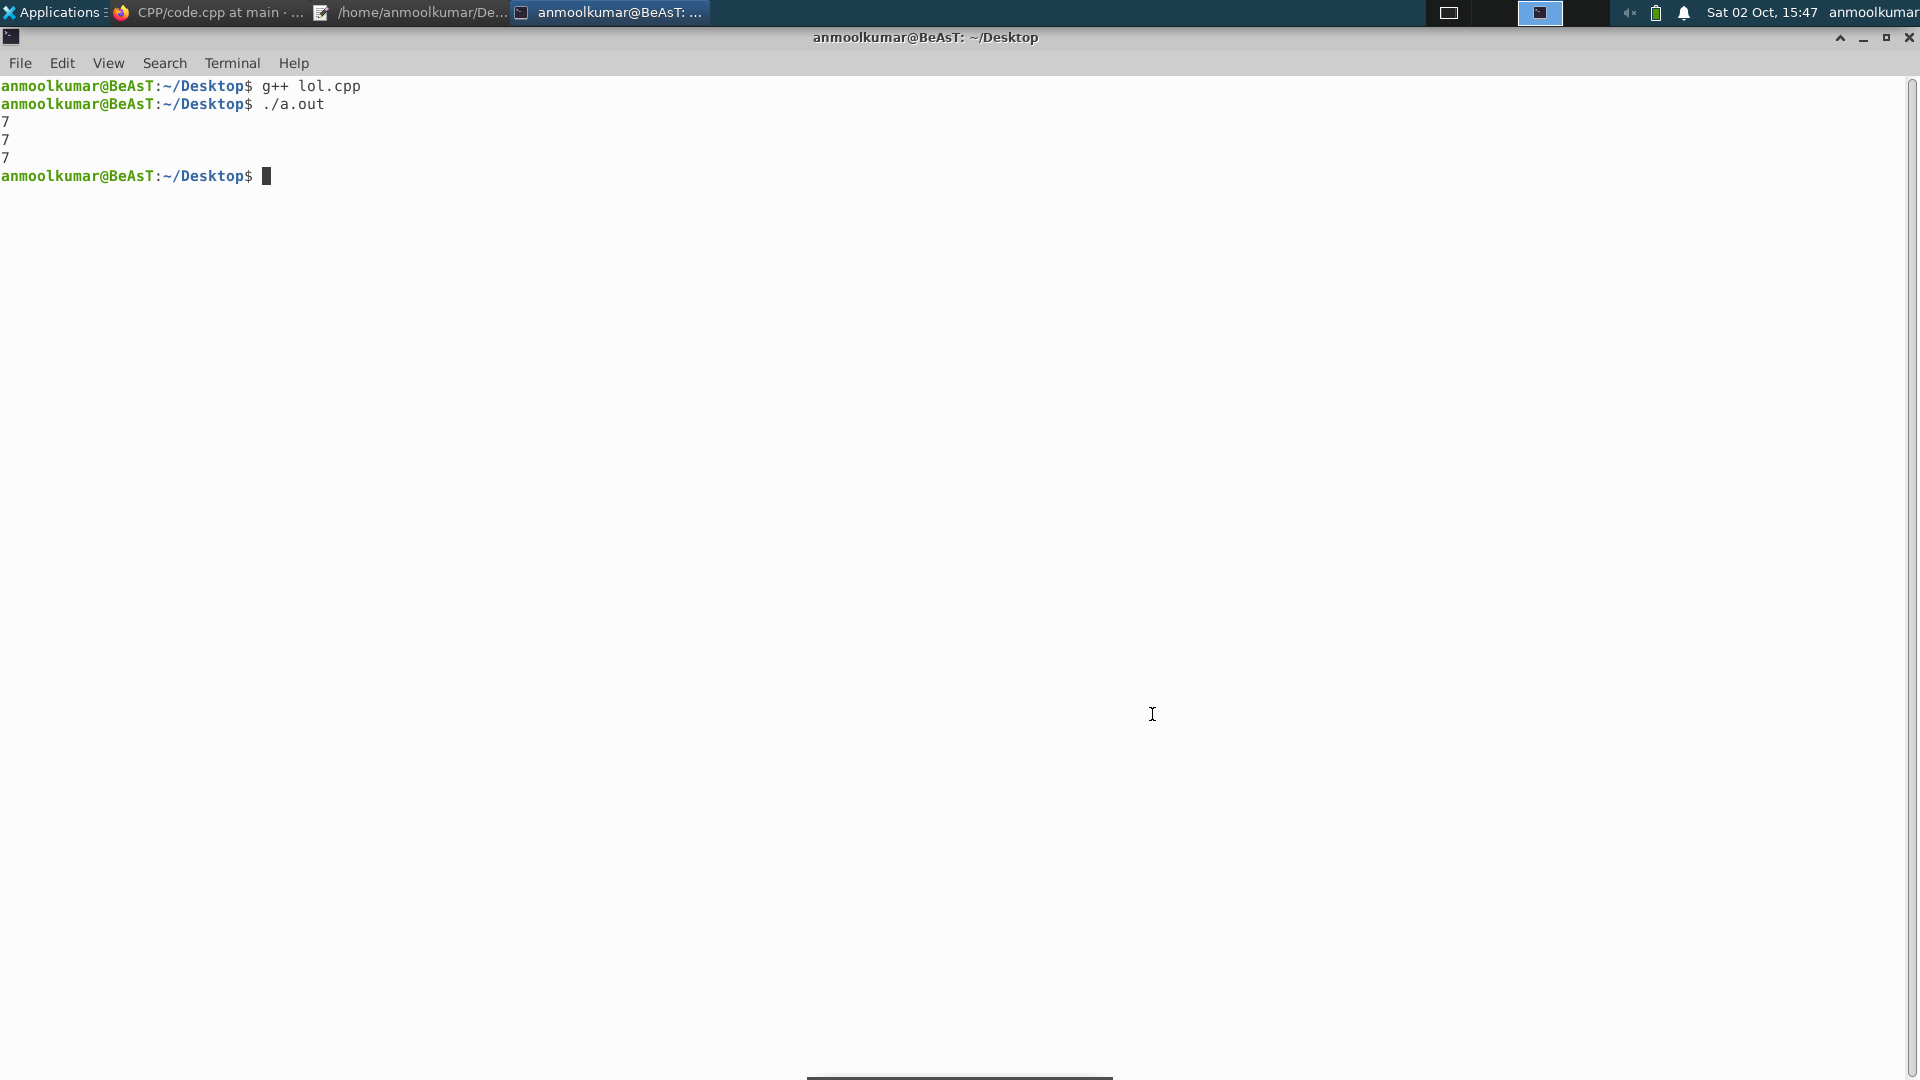 Applications CPP/code.cpp at main · ... /home/anmoolkumar/De... anmoolkumar@BeAsT: ... Sat 02 Oct, 15:47 anmoolkumar
anmoolkumar@BeAsT: ~/Desktop
File Edit View Search Terminal Help
anmoolkumar@BeAsT:~/Desktop$ g++ lol.cpp
anmoolkumar@BeAsT:~/Desktop$ ./a.out
7
7
7
anmoolkumar@BeAsT:~/Desktop$